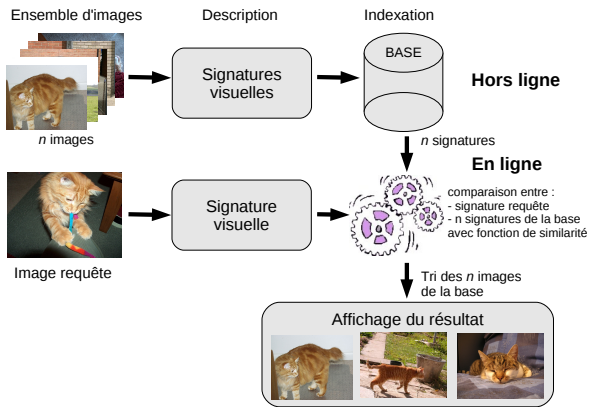 Ensemble d'images
Description
Indexation
Signatures
visuelles
BASE
Hors ligne
n images
n signatures
En ligne
Signature
visuelle
comparaison entre :
- signature requête
- n signatures de la base
avec fonction de similarité
Image requête
Tri des n images
de la base
Affichage du résultat